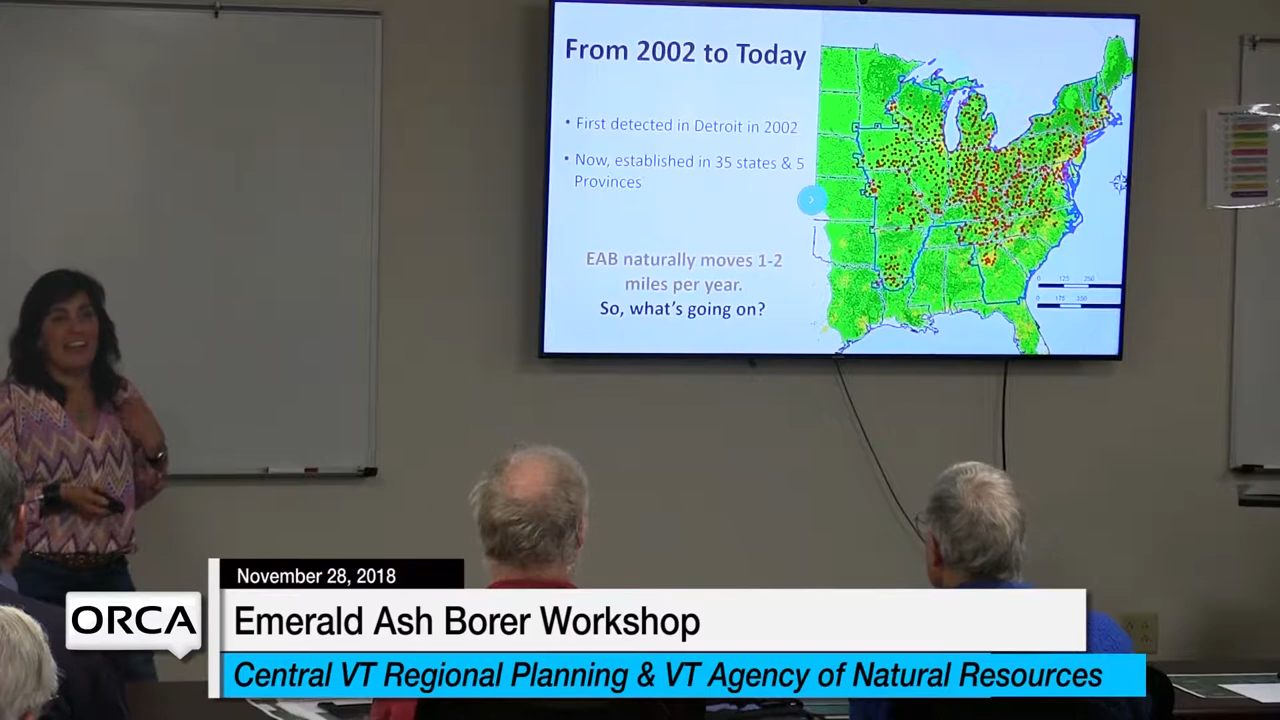 From 2002 to Today
• First detected in Detroit in 2002
• Now, established in 35 states & 5
Provinces
EAB naturally moves 1-2
miles per year.
So, what's going on?
November 28, 2018
ORCA
Emerald Ash Borer Workshop
Central VT Regional Planning & VT Agency of Natural Resources